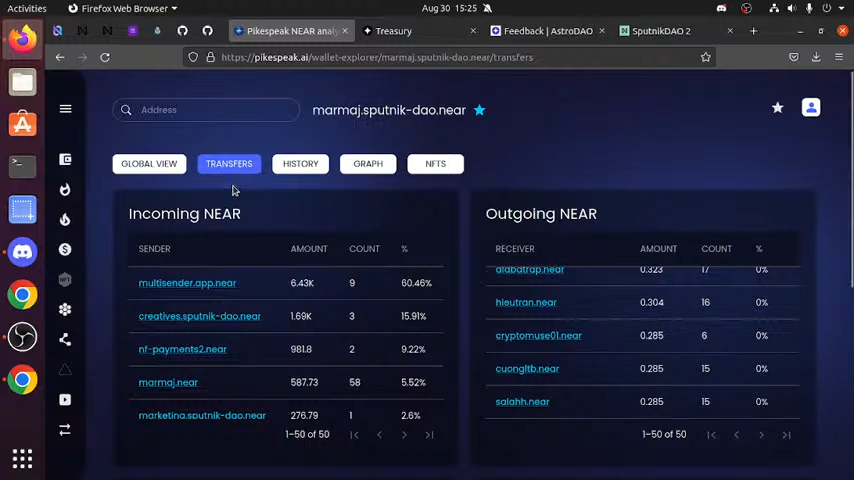 Activities
Firefox Web Browser
Aug 30 15:25
Pikespeak NEAR analy
Treasury
Feedback | AstroDAO
SputnikDAO 2
https://pikespeak.ai/wallet-explorer/marmaj.sputnik-dao.near/transfers
Address
marmaj.sputnik-dao.near
GLOBAL VIEW
TRANSFERS
HISTORY
GRAPH
NFTS
Incoming NEAR
SENDER AMOUNT COUNT %
multisender.app.near 6.43K 9 60.46%
creatives.sputnik-dao.near 1.69K 3 15.91%
nf-payments2.near 981.8 2 9.22%
marmaj.near 587.73 58 5.52%
marketing.sputnik-dao.near 276.79 1 2.6%
1–50 of 50
Outgoing NEAR
RECEIVER AMOUNT COUNT %
alabatrap.near 0.323 17 0%
hieutran.near 0.304 16 0%
cryptomuse01.near 0.285 6 0%
cuongltb.near 0.285 15 0%
salahh.near 0.285 15 0%
1–50 of 50